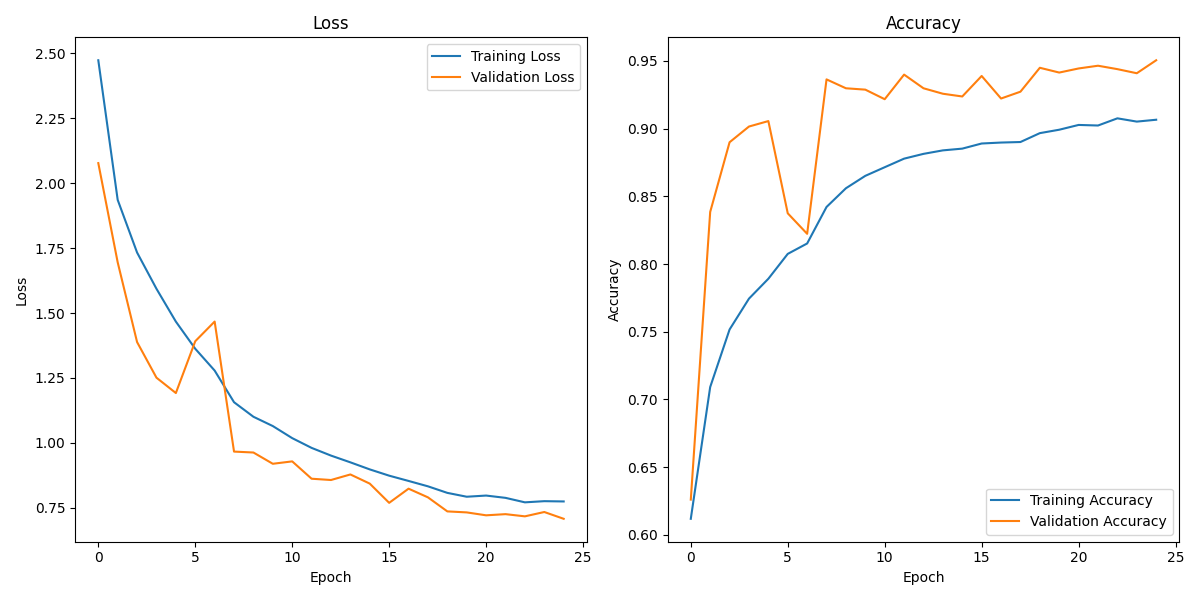 Loss
Training Loss
Validation Loss
2.50
2.25
2.00
1.75
1.50
1.25
1.00
0.75
Loss
0 5 10 15 20 25
Epoch
Accuracy
0.95
0.90
0.85
0.80
0.75
0.70
0.65
0.60
Accuracy
Training Accuracy
Validation Accuracy
0 5 10 15 20 25
Epoch